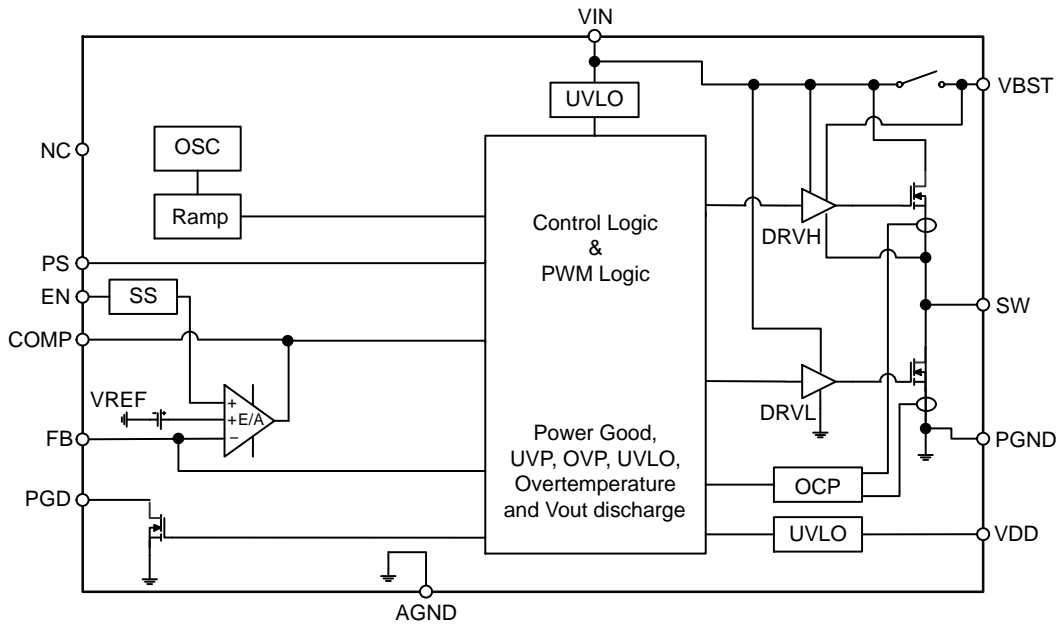 VIN
VBST
UVLO
NC
OSC
Ramp
Control Logic
&
PWM Logic
DRVH
PS
EN
SS
SW
COMP
VREF
+
+E/A
−
FB
DRVL
Power Good,
UVP, OVP, UVLO,
Overtemperature
and Vout discharge
PGND
PGD
OCP
UVLO
VDD
AGND